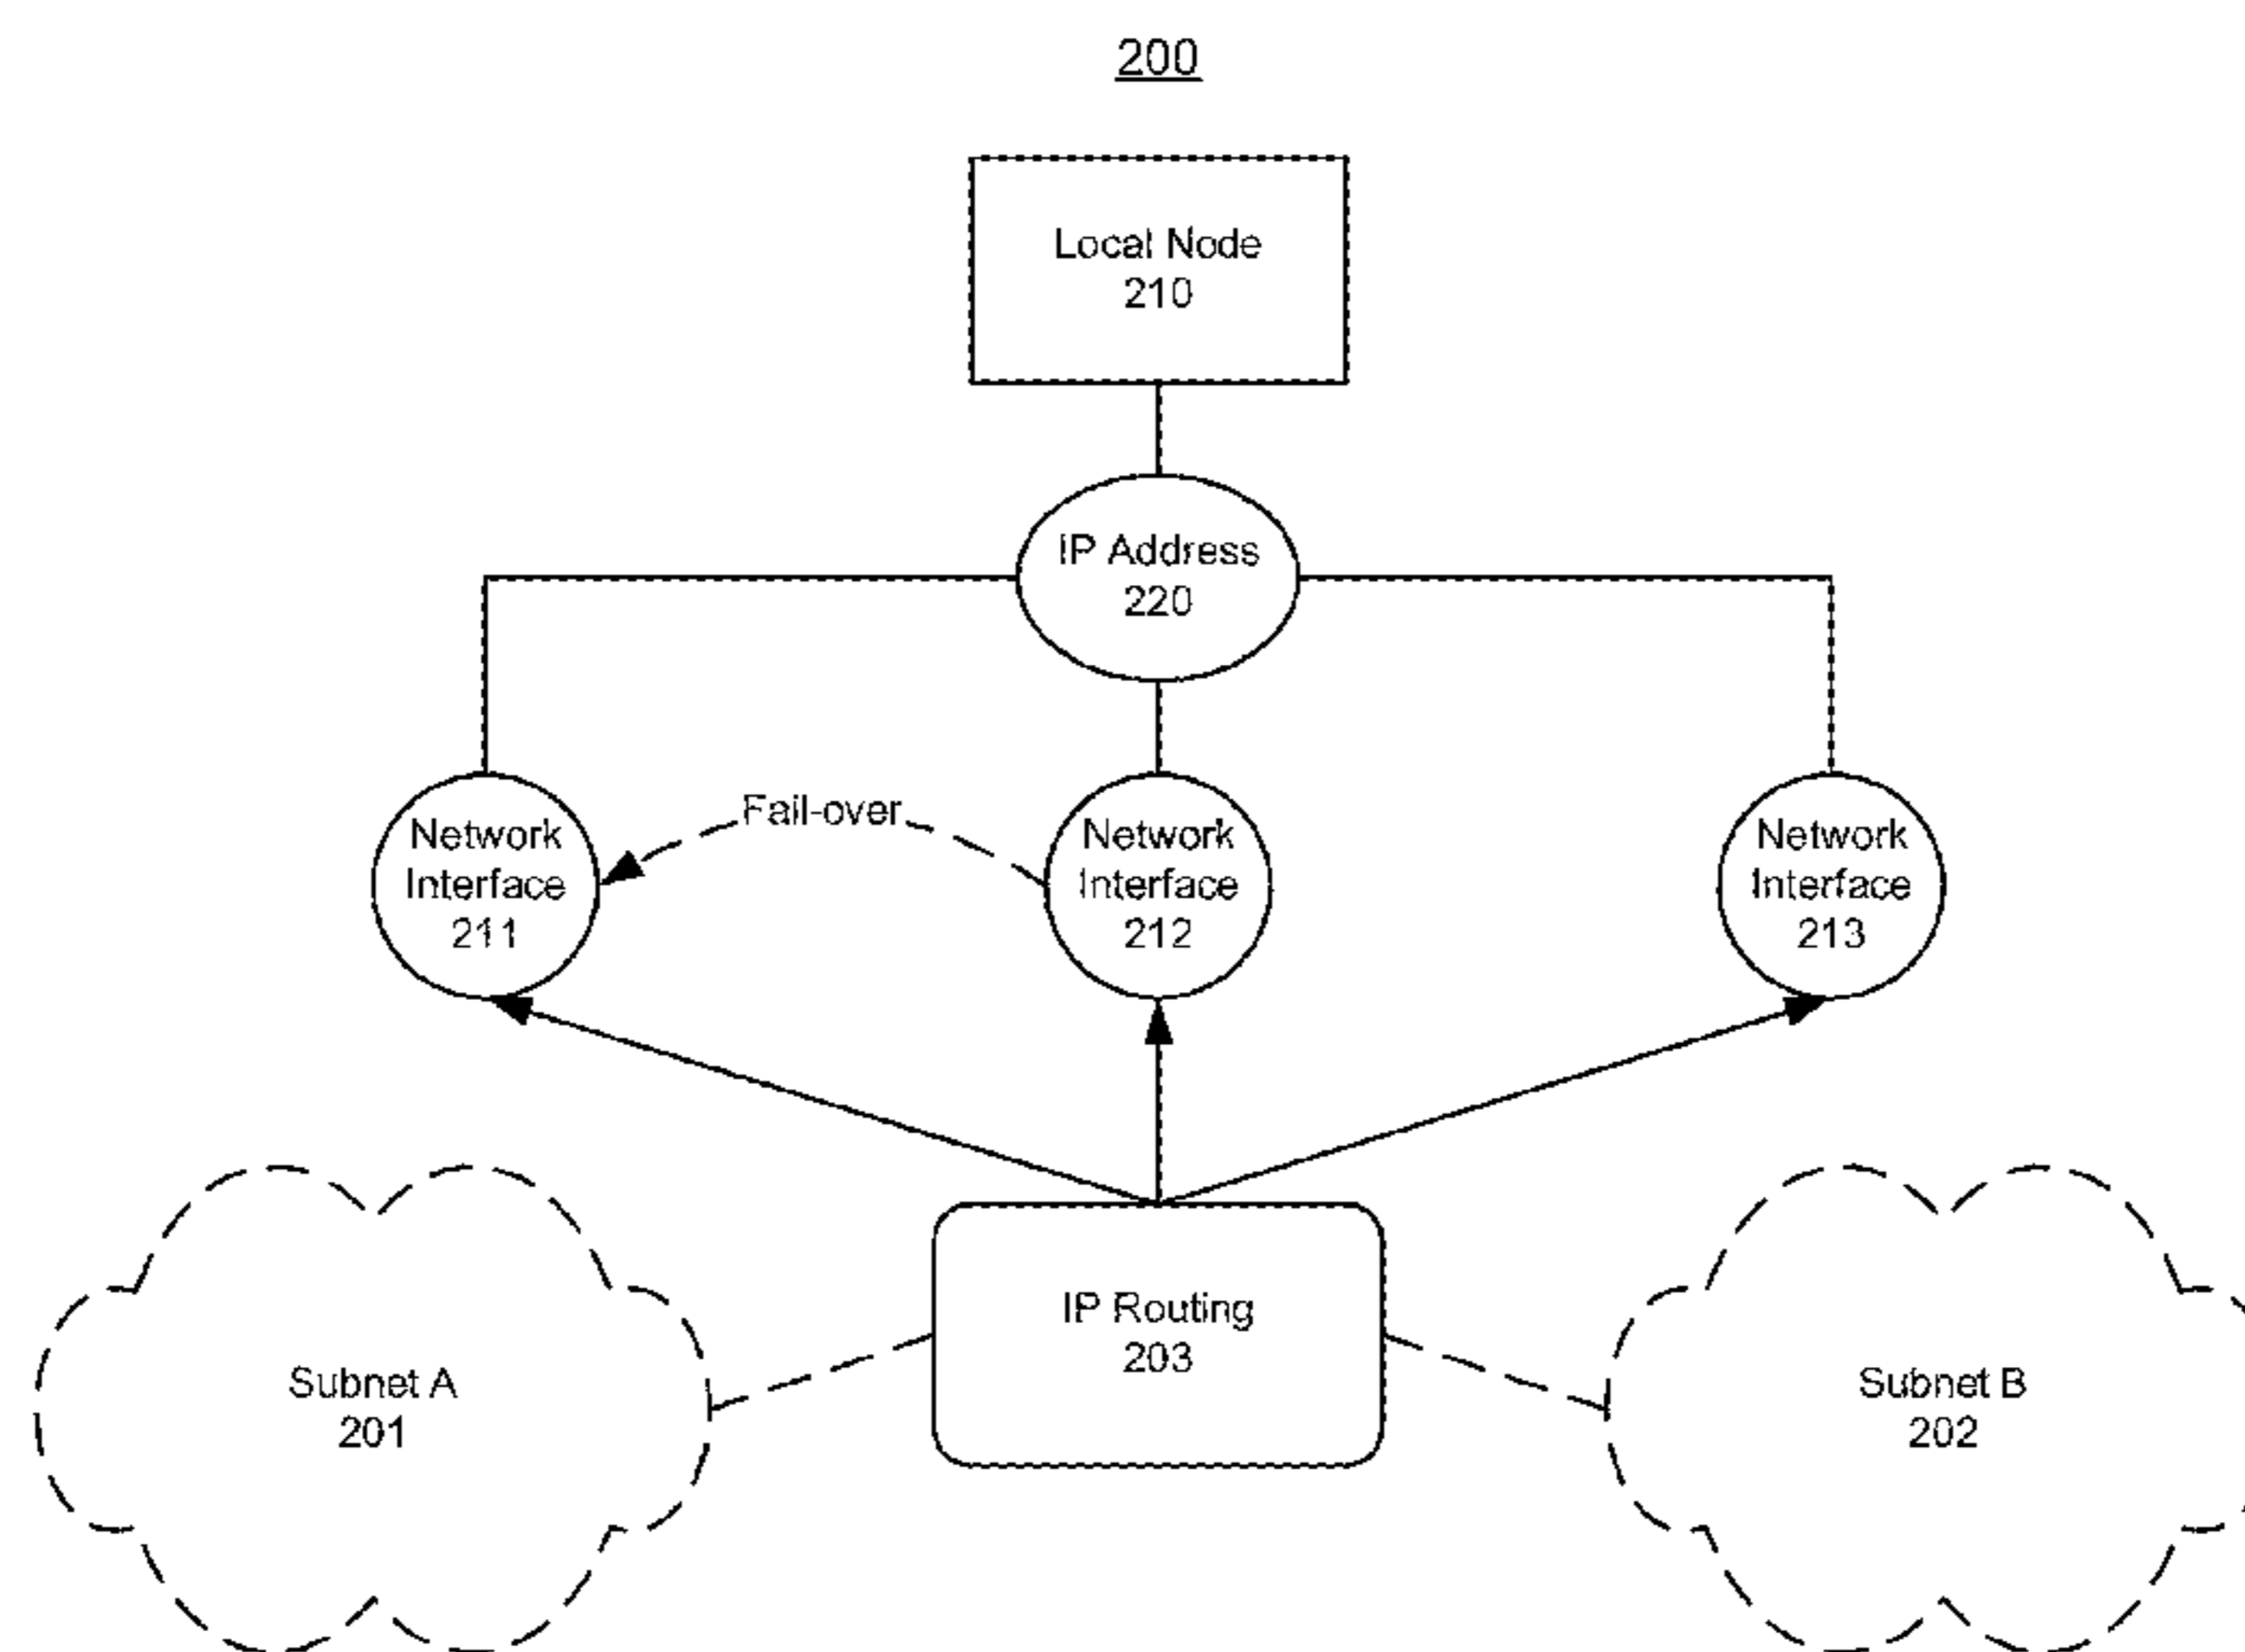 200
Local Node
210
IP Address
220
Fail-over
Network
Interface
211
Network
Interface
212
Network
Interface
213
IP Routing
203
Subnet A
201
Subnet B
202